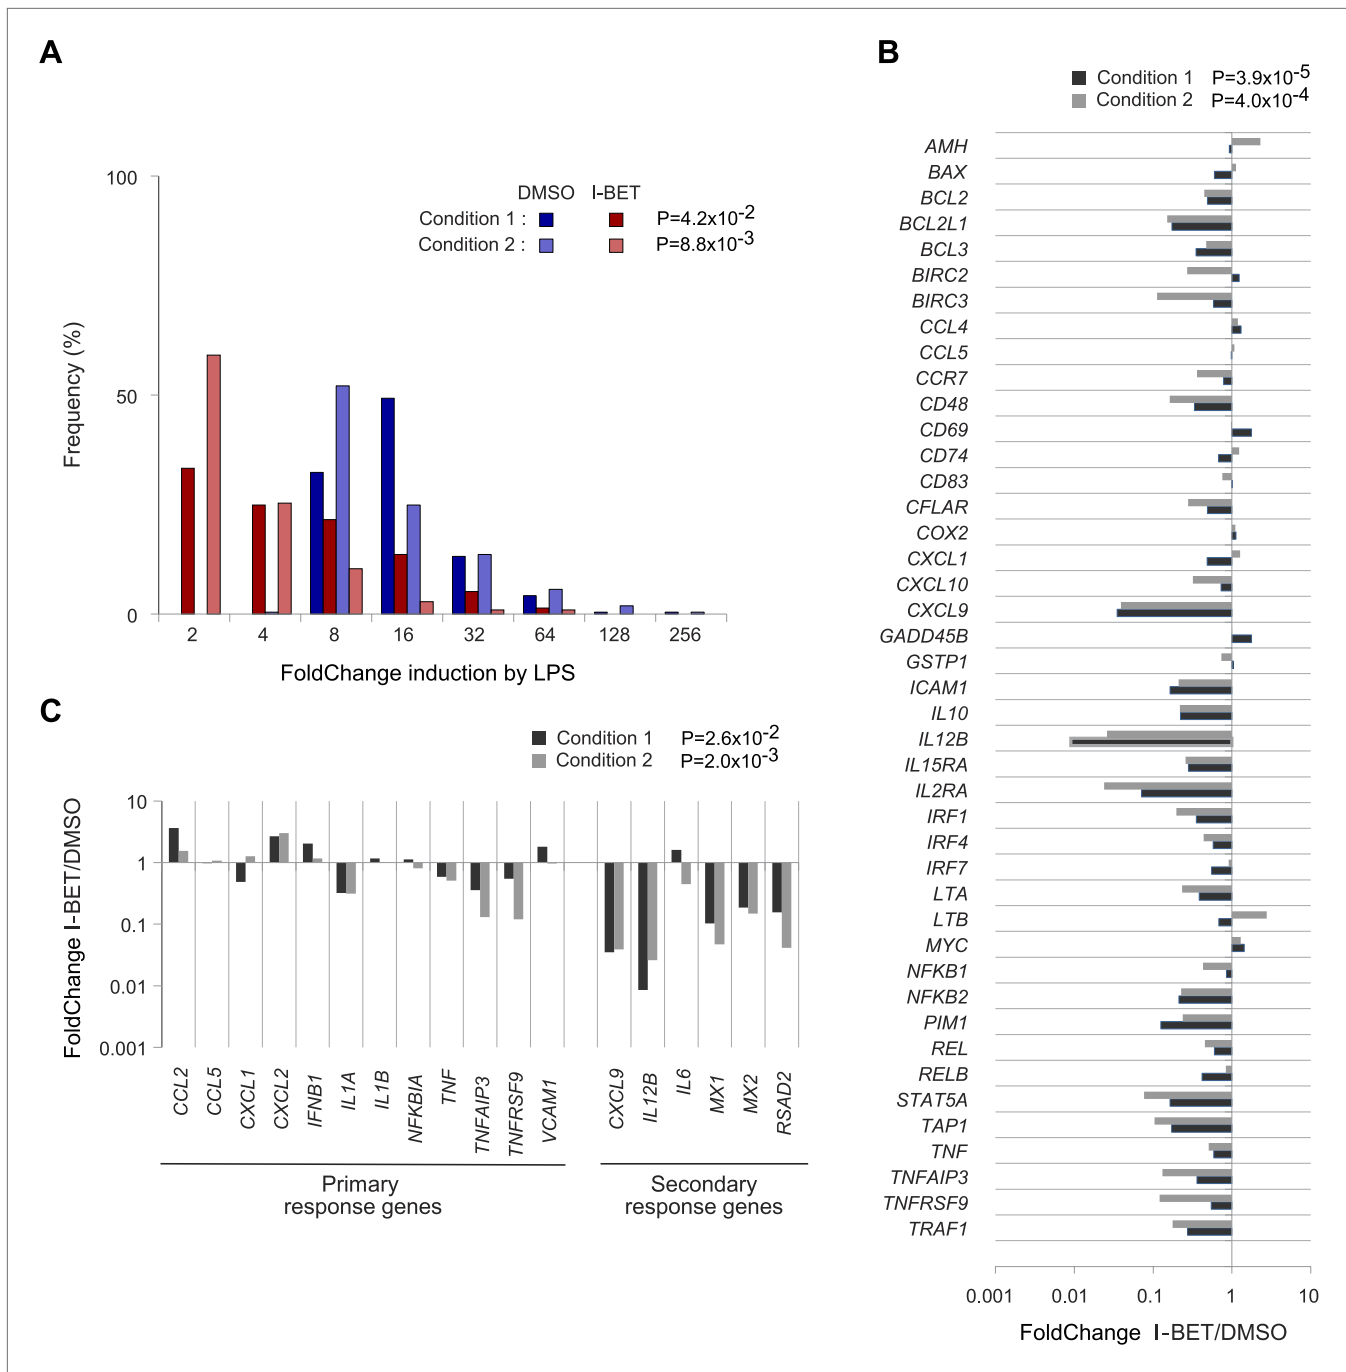 A
DMSO I-BET
Condition 1 : P=4.2x10-2
Condition 2 : P=8.8x10-3
Frequency (%)
100
50
0
2 4 8 16 32 64 128 256
FoldChange induction by LPS
B
Condition 1 P=3.9x10-5
Condition 2 P=4.0x10-4
AMH
BAX
BCL2
BCL2L1
BCL3
BIRC2
BIRC3
CCL4
CCL5
CCR7
CD48
CD69
CD74
CD83
CFLAR
COX2
CXCL1
CXCL10
CXCL9
GADD45B
GSTP1
ICAM1
IL10
IL12B
IL15RA
IL2RA
IRF1
IRF4
IRF7
LTA
LTB
MYC
NFKB1
NFKB2
PIM1
REL
RELB
STAT5A
TAP1
TNF
TNFAIP3
TNFRSF9
TRAF1
0.001 0.01 0.1 1 10
FoldChange I-BET/DMSO
C
Condition 1 P=2.6x10-2
Condition 2 P=2.0x10-3
FoldChange I-BET/DMSO
10
1
0.1
0.01
0.001
CCL2
CCL5
CXCL1
CXCL2
IFNB1
IL1A
IL1B
NFKBIA
TNF
TNFAIP3
TNFRSF9
VCAM1
CXCL9
IL12B
IL6
MX1
MX2
RSAD2
Primary
response genes
Secondary
response genes